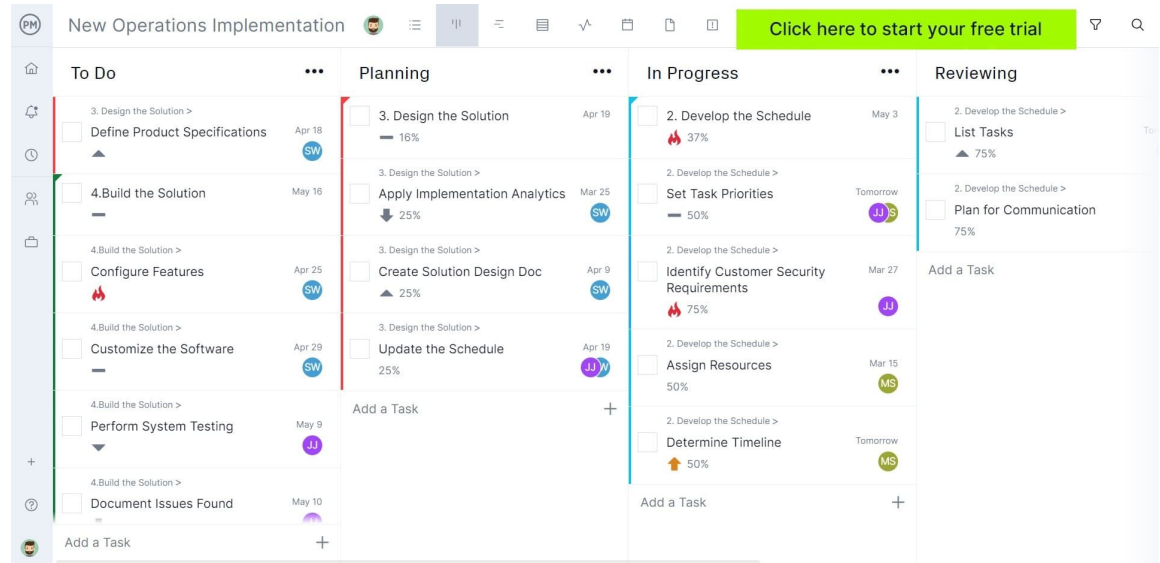 PM
New Operations Implementation
Click here to start your free trial
To Do
3. Design the Solution >
Define Product Specifications
Apr 18
SW
4.Build the Solution
May 16
4.Build the Solution >
Configure Features
Apr 25
SW
4.Build the Solution >
Customize the Software
Apr 29
SW
4.Build the Solution >
Perform System Testing
May 9
JJ
4.Build the Solution >
Document Issues Found
May 10
Add a Task
Planning
3. Design the Solution
Apr 19
16%
3. Design the Solution >
Apply Implementation Analytics
Mar 25
25%
SW
3. Design the Solution >
Create Solution Design Doc
Apr 9
25%
SW
3. Design the Solution >
Update the Schedule
Apr 19
25%
JJ
Add a Task
In Progress
2. Develop the Schedule
May 3
37%
2. Develop the Schedule >
Set Task Priorities
Tomorrow
50%
JJ
2. Develop the Schedule >
Identify Customer Security
Requirements
Mar 27
75%
JJ
2. Develop the Schedule >
Assign Resources
Mar 15
50%
MS
2. Develop the Schedule >
Determine Timeline
Tomorrow
50%
MS
Add a Task
Reviewing
2. Develop the Schedule >
List Tasks
75%
2. Develop the Schedule >
Plan for Communication
75%
Add a Task